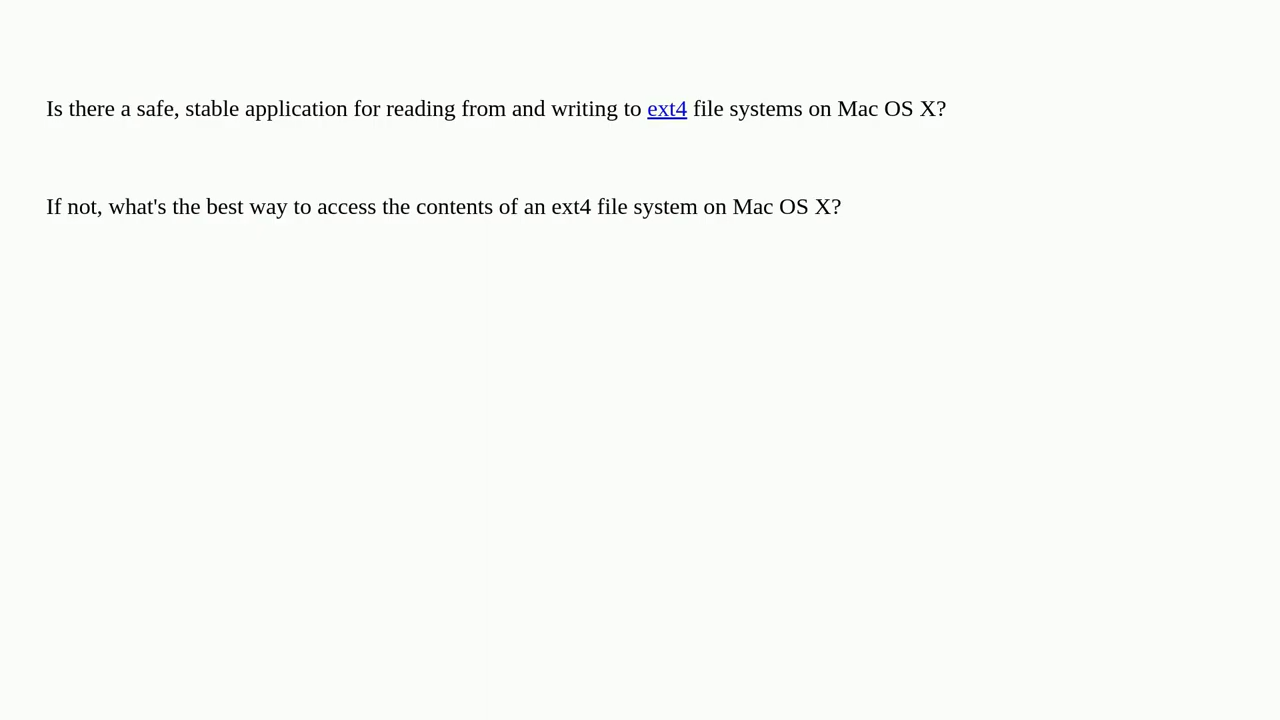 Is there a safe, stable application for reading from and writing to ext4 file systems on Mac OS X?
If not, what's the best way to access the contents of an ext4 file system on Mac OS X?